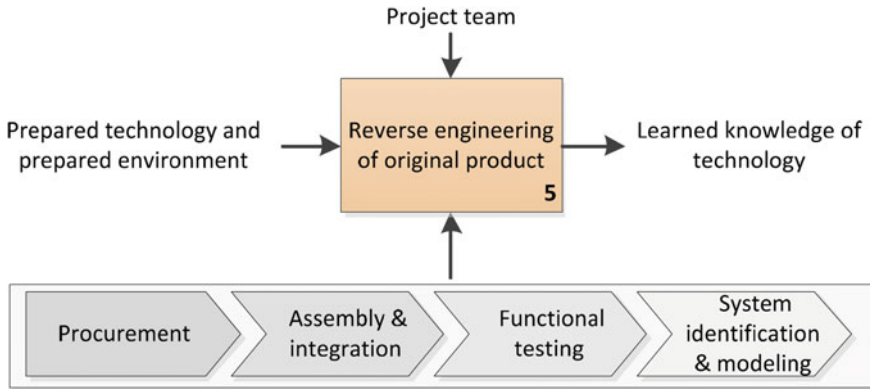 Project team
Prepared technology and
prepared environment
Reverse engineering
of original product
5
Learned knowledge of
technology
Procurement
Assembly &
integration
Functional
testing
System
identification
& modeling